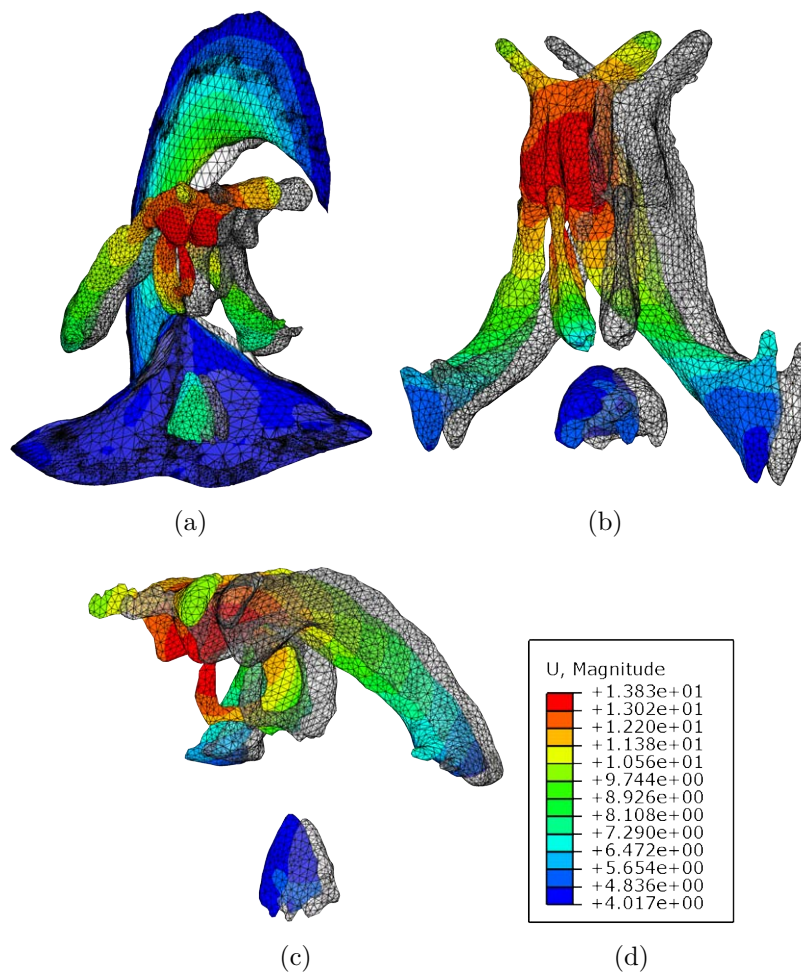 (a)
(b)
U, Magnitude
+1.383e+01
+1.302e+01
+1.220e+01
+1.138e+01
+1.056e+01
+9.744e+00
+8.926e+00
+8.108e+00
+7.290e+00
+6.472e+00
+5.654e+00
+4.836e+00
+4.017e+00
(c)
(d)